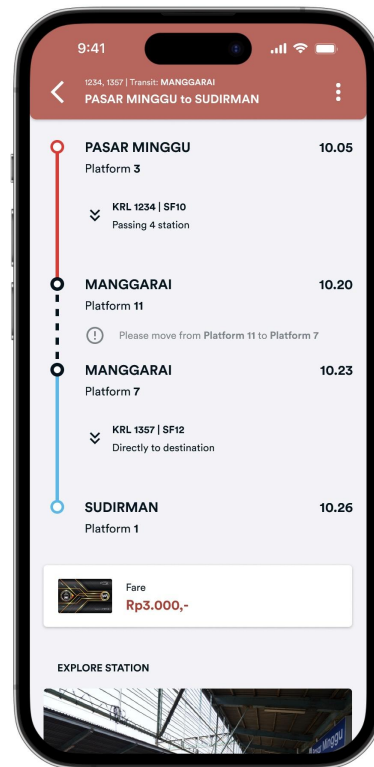 9:41
1234, 1357 | Transit: MANGGARAI
PASAR MINGGU to SUDIRMAN
PASAR MINGGU 10.05
Platform 3
KRL 1234 | SF10
Passing 4 station
MANGGARAI 10.20
Platform 11
Please move from Platform 11 to Platform 7
MANGGARAI 10.23
Platform 7
KRL 1357 | SF12
Directly to destination
SUDIRMAN 10.26
Platform 1
Fare
Rp3.000,-
EXPLORE STATION
Minggu